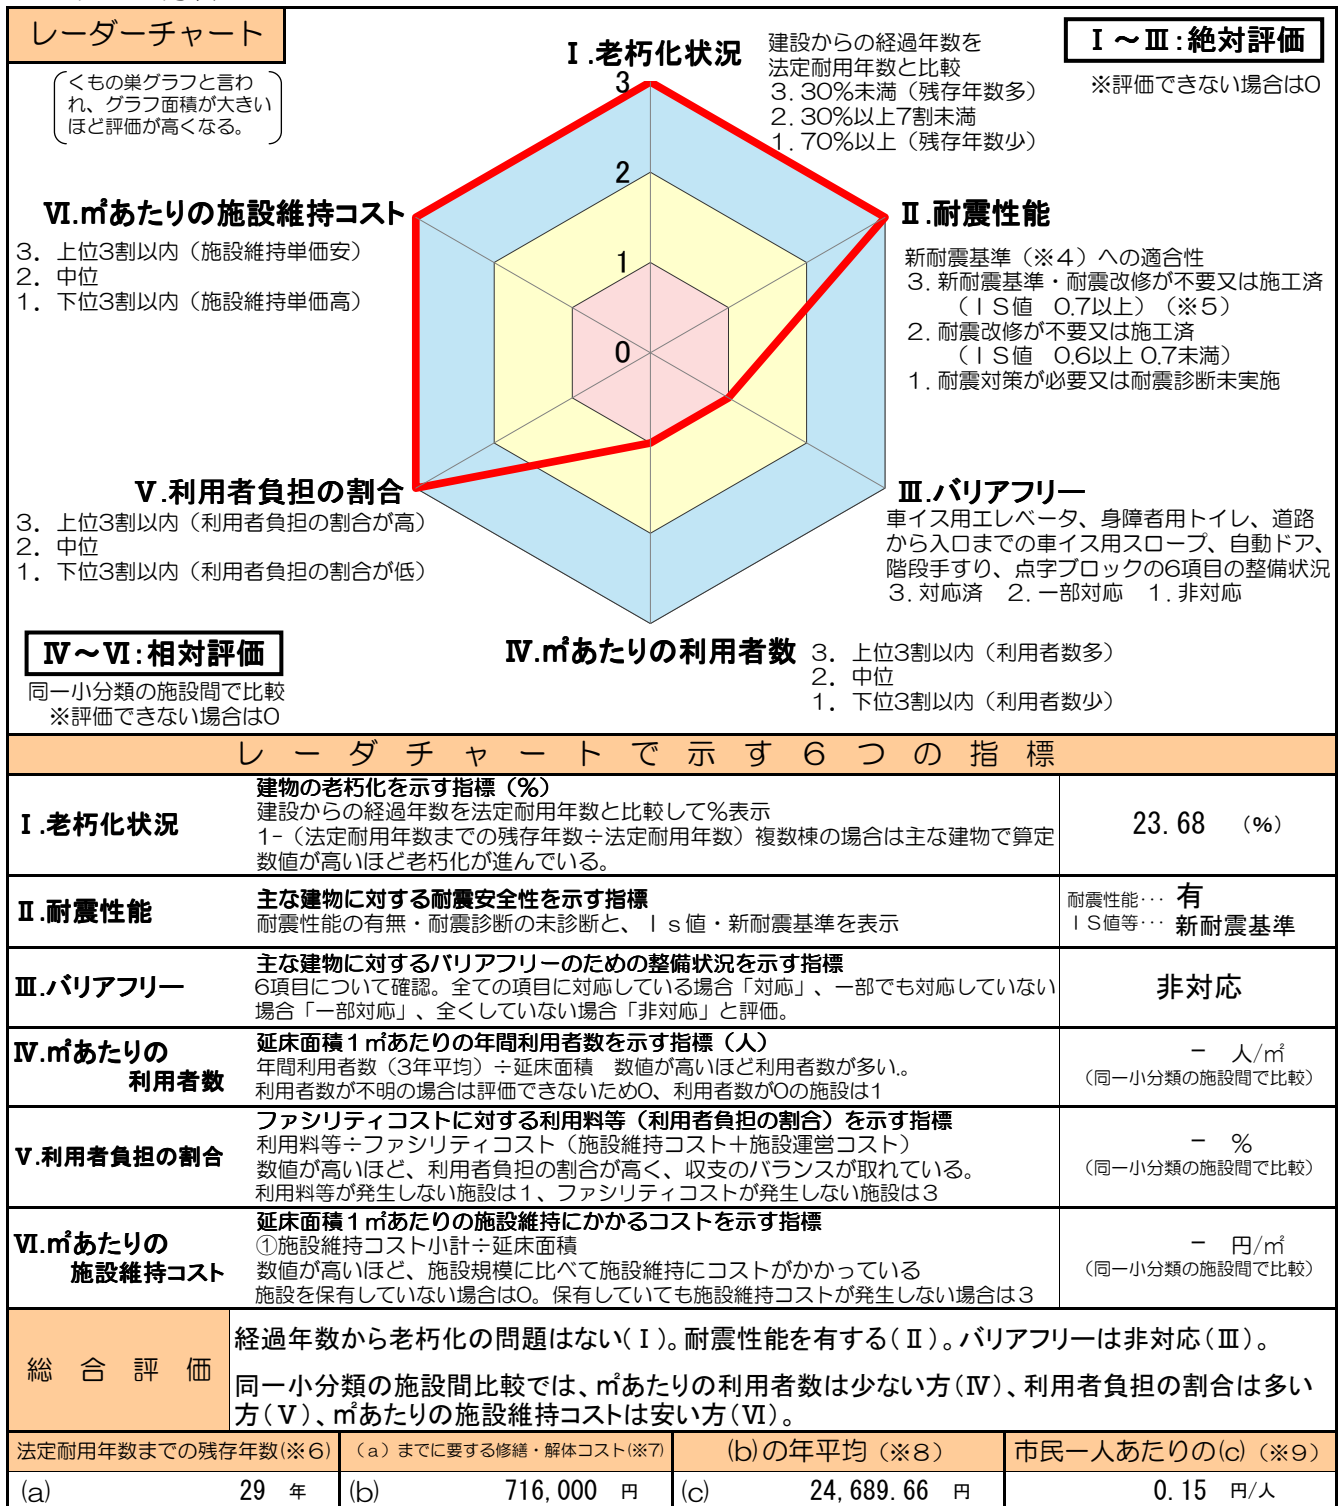 レーダーチャート
くもの巣グラフと言わ
れ、グラフ面積が大きい
ほど評価が高くなる。
Ⅰ.老朽化状況
建設からの経過年数を
法定耐用年数と比較
3.30%未満（残存年数多）
2.30%以上7割未満
1.70%以上（残存年数少）
Ⅰ～Ⅲ:絶対評価
※評価できない場合は0
3
2
1
0
Ⅵ.㎡あたりの施設維持コスト
3．上位3割以内（施設維持単価安）
2．中位
1．下位3割以内（施設維持単価高）
Ⅱ.耐震性能
新耐震基準（※4）への適合性
3.新耐震基準・耐震改修が不要又は施工済
（ＩＳ値　0.7以上）（※5）
2.耐震改修が不要又は施工済
（ＩＳ値　0.6以上 0.7未満）
1.耐震対策が必要又は耐震診断未実施
Ⅴ.利用者負担の割合
3．上位3割以内（利用者負担の割合が高）
2．中位
1．下位3割以内（利用者負担の割合が低）
Ⅲ.バリアフリー
車イス用エレベータ、身障者用トイレ、道路
から入口までの車イス用スロープ、自動ドア、
階段手すり、点字ブロックの6項目の整備状況
3.対応済　2.一部対応　1.非対応
Ⅳ～Ⅵ:相対評価
同一小分類の施設間で比較
※評価できない場合は0
Ⅳ.㎡あたりの利用者数
3．上位3割以内（利用者数多）
2．中位
1．下位3割以内（利用者数少）
レーダチャートで示す6つの指標
Ⅰ.老朽化状況
建物の老朽化を示す指標（%）
建設からの経過年数を法定耐用年数と比較して%表示
1-（法定耐用年数までの残存年数÷法定耐用年数）複数棟の場合は主な建物で算定
数値が高いほど老朽化が進んでいる。
23.68　(%)
Ⅱ.耐震性能
主な建物に対する耐震安全性を示す指標
耐震性能の有無・耐震診断の未診断と、Ｉｓ値・新耐震基準を表示
耐震性能… 有
ＩＳ値等… 新耐震基準
Ⅲ.バリアフリー
主な建物に対するバリアフリーのための整備状況を示す指標
6項目について確認。全ての項目に対応している場合「対応」、一部でも対応していない
場合「一部対応」、全くしていない場合「非対応」と評価。
非対応
Ⅳ.㎡あたりの
利用者数
延床面積１㎡あたりの年間利用者数を示す指標（人）
年間利用者数（3年平均）÷延床面積　数値が高いほど利用者数が多い。
利用者数が不明の場合は評価できないため0、利用者数が0の施設は1
－　人/㎡
（同一小分類の施設間で比較）
Ⅴ.利用者負担の割合
ファシリティコストに対する利用料等（利用者負担の割合）を示す指標
利用料等÷ファシリティコスト（施設維持コスト＋施設運営コスト）
数値が高いほど、利用者負担の割合が高く、収支のバランスが取れている。
利用料等が発生しない施設は１、ファシリティコストが発生しない施設は３
－　%
（同一小分類の施設間で比較）
Ⅵ.㎡あたりの
施設維持コスト
延床面積１㎡あたりの施設維持にかかるコストを示す指標
①施設維持コスト小計÷延床面積
数値が高いほど、施設規模に比べて施設維持にコストがかかっている
施設を保有していない場合は0。保有していても施設維持コストが発生しない場合は３
－　円/㎡
（同一小分類の施設間で比較）
総合評価
経過年数から老朽化の問題はない(Ⅰ)。耐震性能を有する(Ⅱ)。バリアフリーは非対応(Ⅲ)。
同一小分類の施設間比較では、㎡あたりの利用者数は少ない方(Ⅳ)、利用者負担の割合は多い
方(Ⅴ)、㎡あたりの施設維持コストは安い方(Ⅵ)。
法定耐用年数までの残存年数(※6)
（a）までに要する修繕・解体コスト(※7)
(b)の年平均（※8）
市民一人あたりの(c)（※9）
(a)　29 年
(b)　716,000 円
(c)　24,689.66 円
0.15 円/人